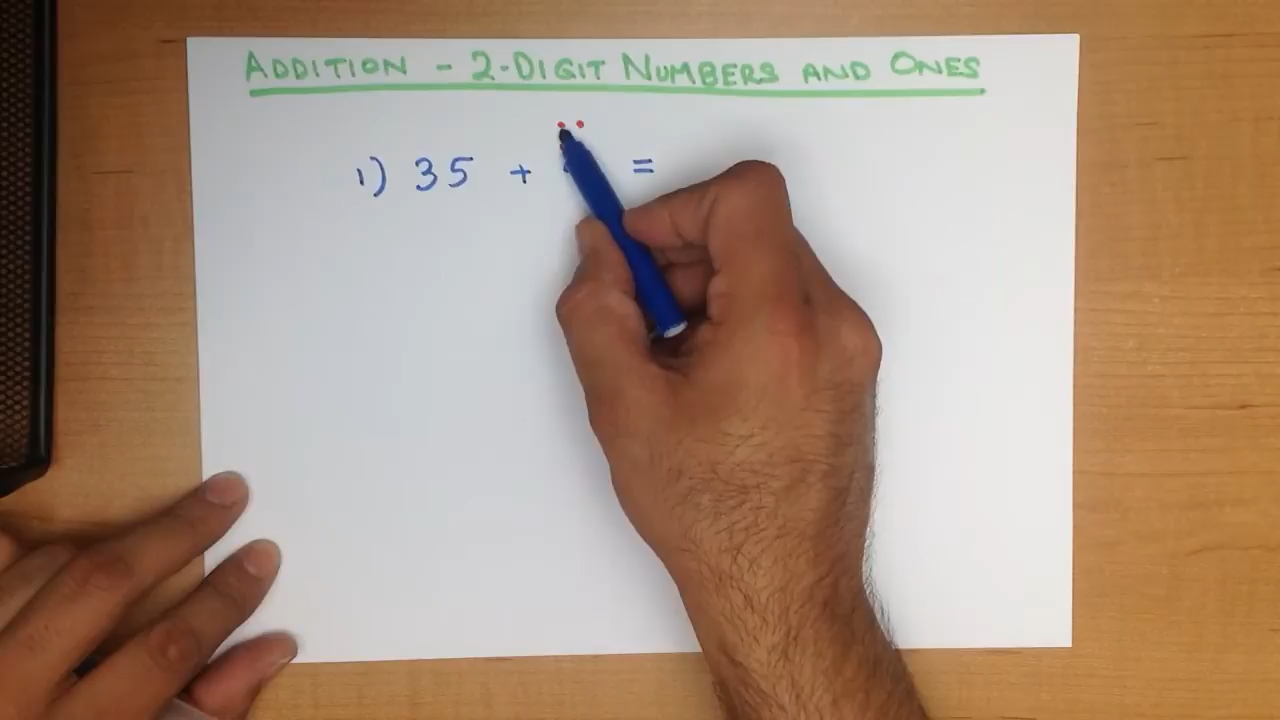 ADDITION - 2-DIGIT NUMBERS AND ONES
1) 35 + =